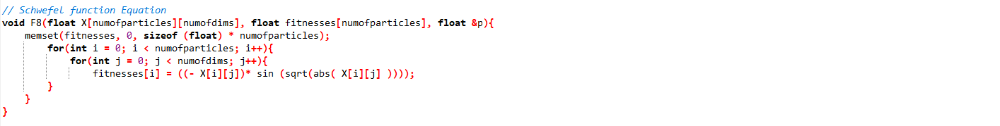 // Schwefel function Equation
void F8(float X[numofparticles][numofdims], float fitnesses[numofparticles], float &p){
memset(fitnesses, 0, sizeof (float) * numofparticles);
for(int i = 0; i < numofparticles; i++){
for(int j = 0; j < numofdims; j++){
fitnesses[i] = ((- X[i][j])* sin (sqrt(abs( X[i][j] ))));
}
}
}